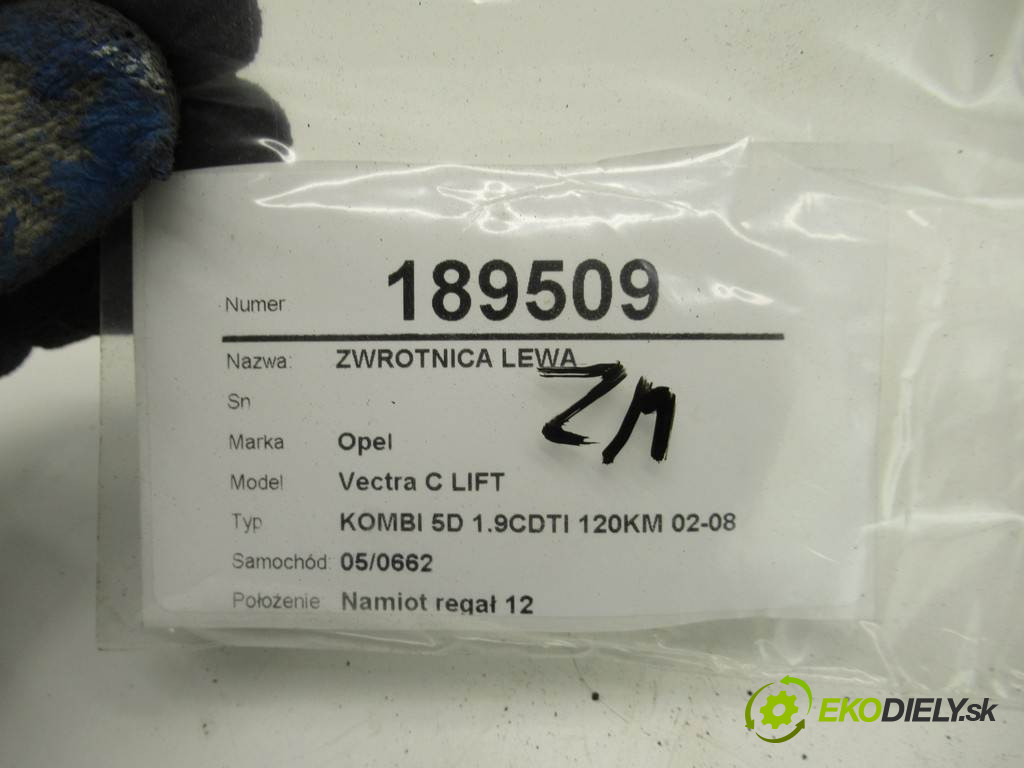 Numer 189509
Nazwa: ZWROTNICA LEWA
ZM
Sn
Marka Opel
Model Vectra C LIFT
Typ KOMBI 5D 1.9CDTI 120KM 02-08
Samochód: 05/0662
Położenie Namiot regał 12
EKODIELY.sk